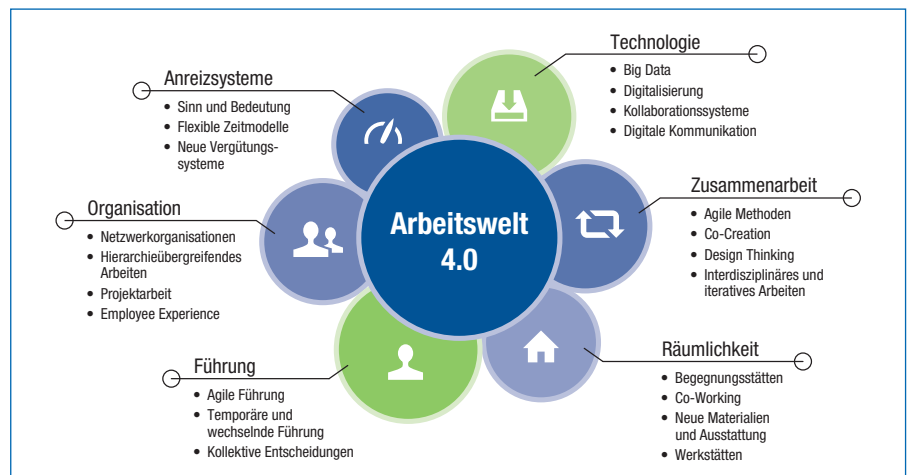 Technologie
• Big Data
• Digitalisierung
• Kollaborationssysteme
• Digitale Kommunikation
Anreizsysteme
• Sinn und Bedeutung
• Flexible Zeitmodelle
• Neue Vergütungs-
systeme
Zusammenarbeit
• Agile Methoden
• Co-Creation
• Design Thinking
• Interdisziplinäres und
iteratives Arbeiten
Organisation
• Netzwerkorganisationen
• Hierarchieübergreifendes
Arbeiten
• Projektarbeit
• Employee Experience
Arbeitswelt
4.0
Räumlichkeit
• Begegnungsstätten
• Co-Working
• Neue Materialien
und Ausstattung
• Werkstätten
Führung
• Agile Führung
• Temporäre und
wechselnde Führung
• Kollektive Entscheidungen